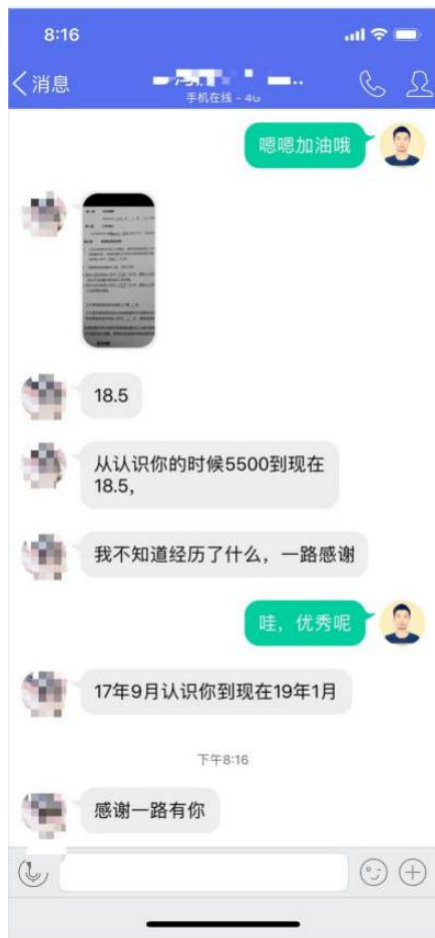 8:16
消息
手机在线 - 4G
嗯嗯加油哦
18.5
从认识你的时候5500到现在
18.5,
我不知道经历了什么，一路感谢
哇，优秀呢
17年9月认识你到现在19年1月
下午8:16
感谢一路有你